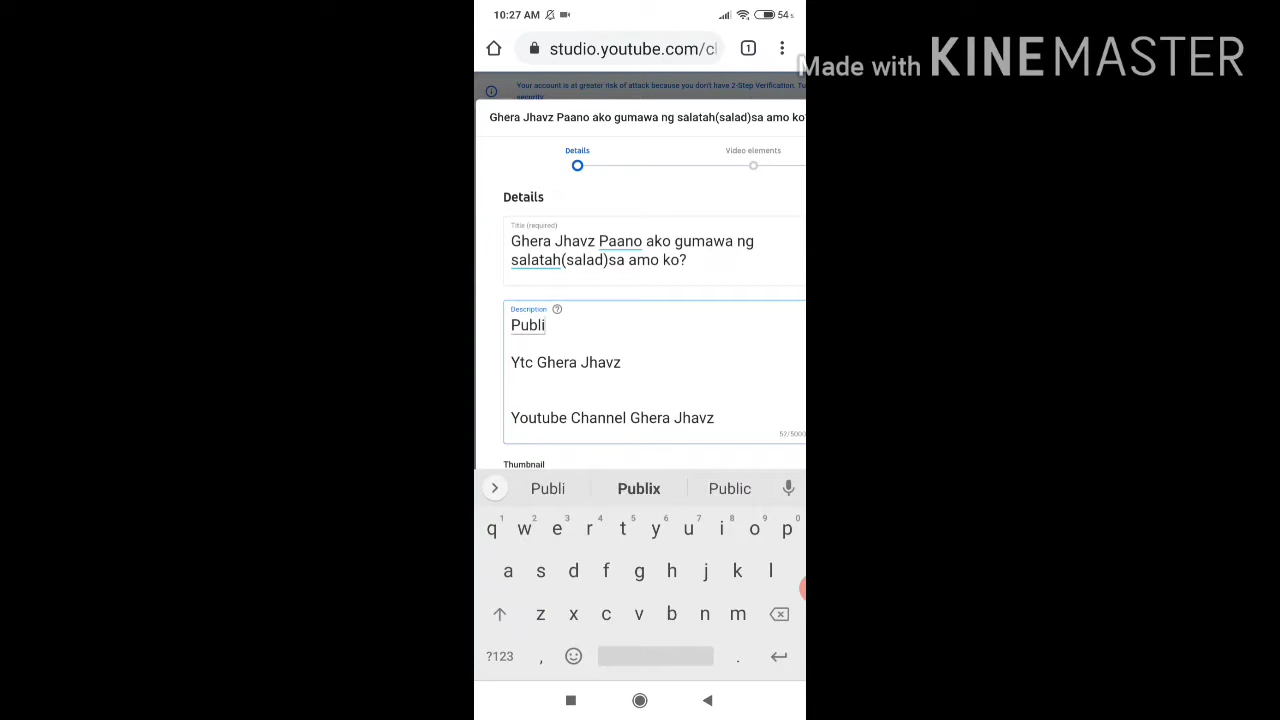 10:27 AM 54
studio.youtube.com/cl 1
Made with KINEMASTER
Your account is at greater risk of attack because you don't have 2-Step Verification. Tu
security.
Ghera Jhavz Paano ako gumawa ng salatah(salad)sa amo ko?
Details Video elements
Details
Title (required)
Ghera Jhavz Paano ako gumawa ng
salatah(salad)sa amo ko?
Description ?
Publi
Ytc Ghera Jhavz
Youtube Channel Ghera Jhavz
52/5000
Thumbnail
Publi Publix Public
1 2 3 4 5 6 7 8 9 0
q w e r t y u i o p
a s d f g h j k l
z x c v b n m
?123 , .